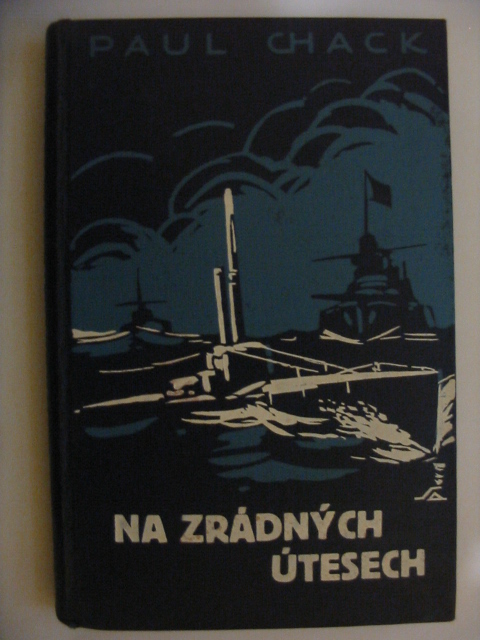 PAUL CHACK
NA ZRÁDNÝCH
ÚTESECH